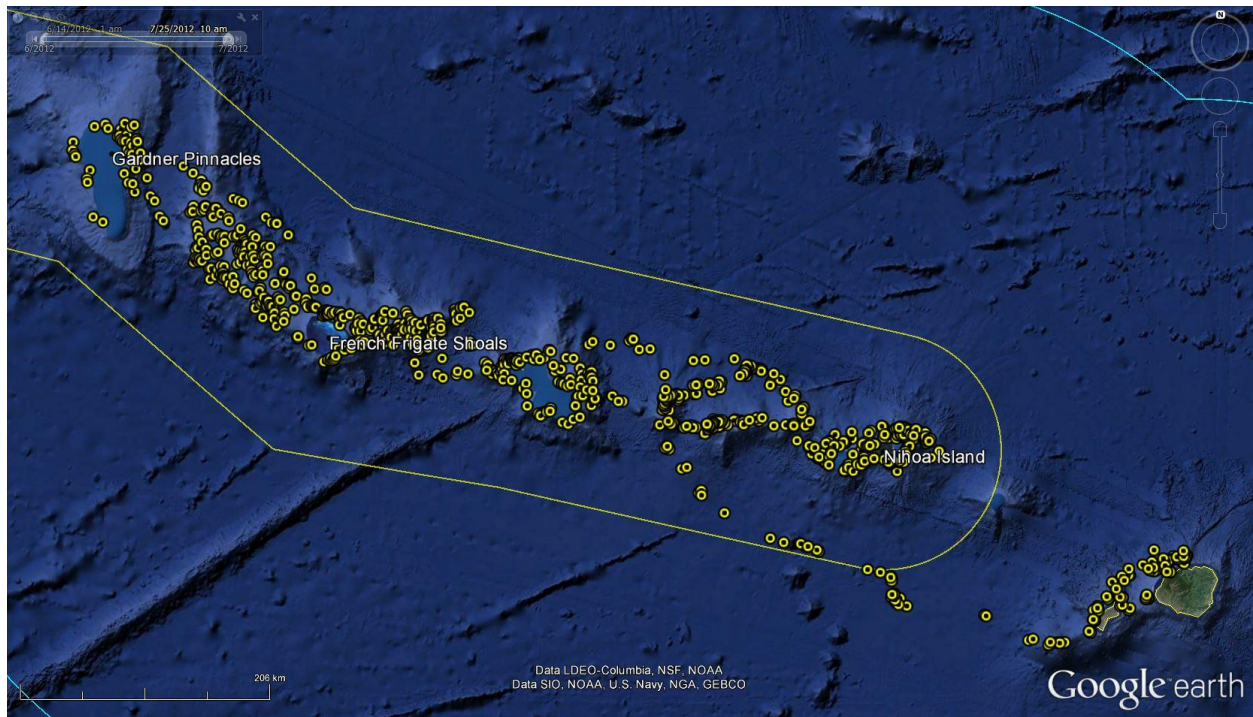 6/14/2012 1 am 7/25/2012 10 am
6/2012 7/2012
N
Gardner Pinnacles
French Frigate Shoals
Nihoa Island
206 km
Data LDEO-Columbia, NSF, NOAA
Data SIO, NOAA, U.S. Navy, NGA, GEBCO
Google earth